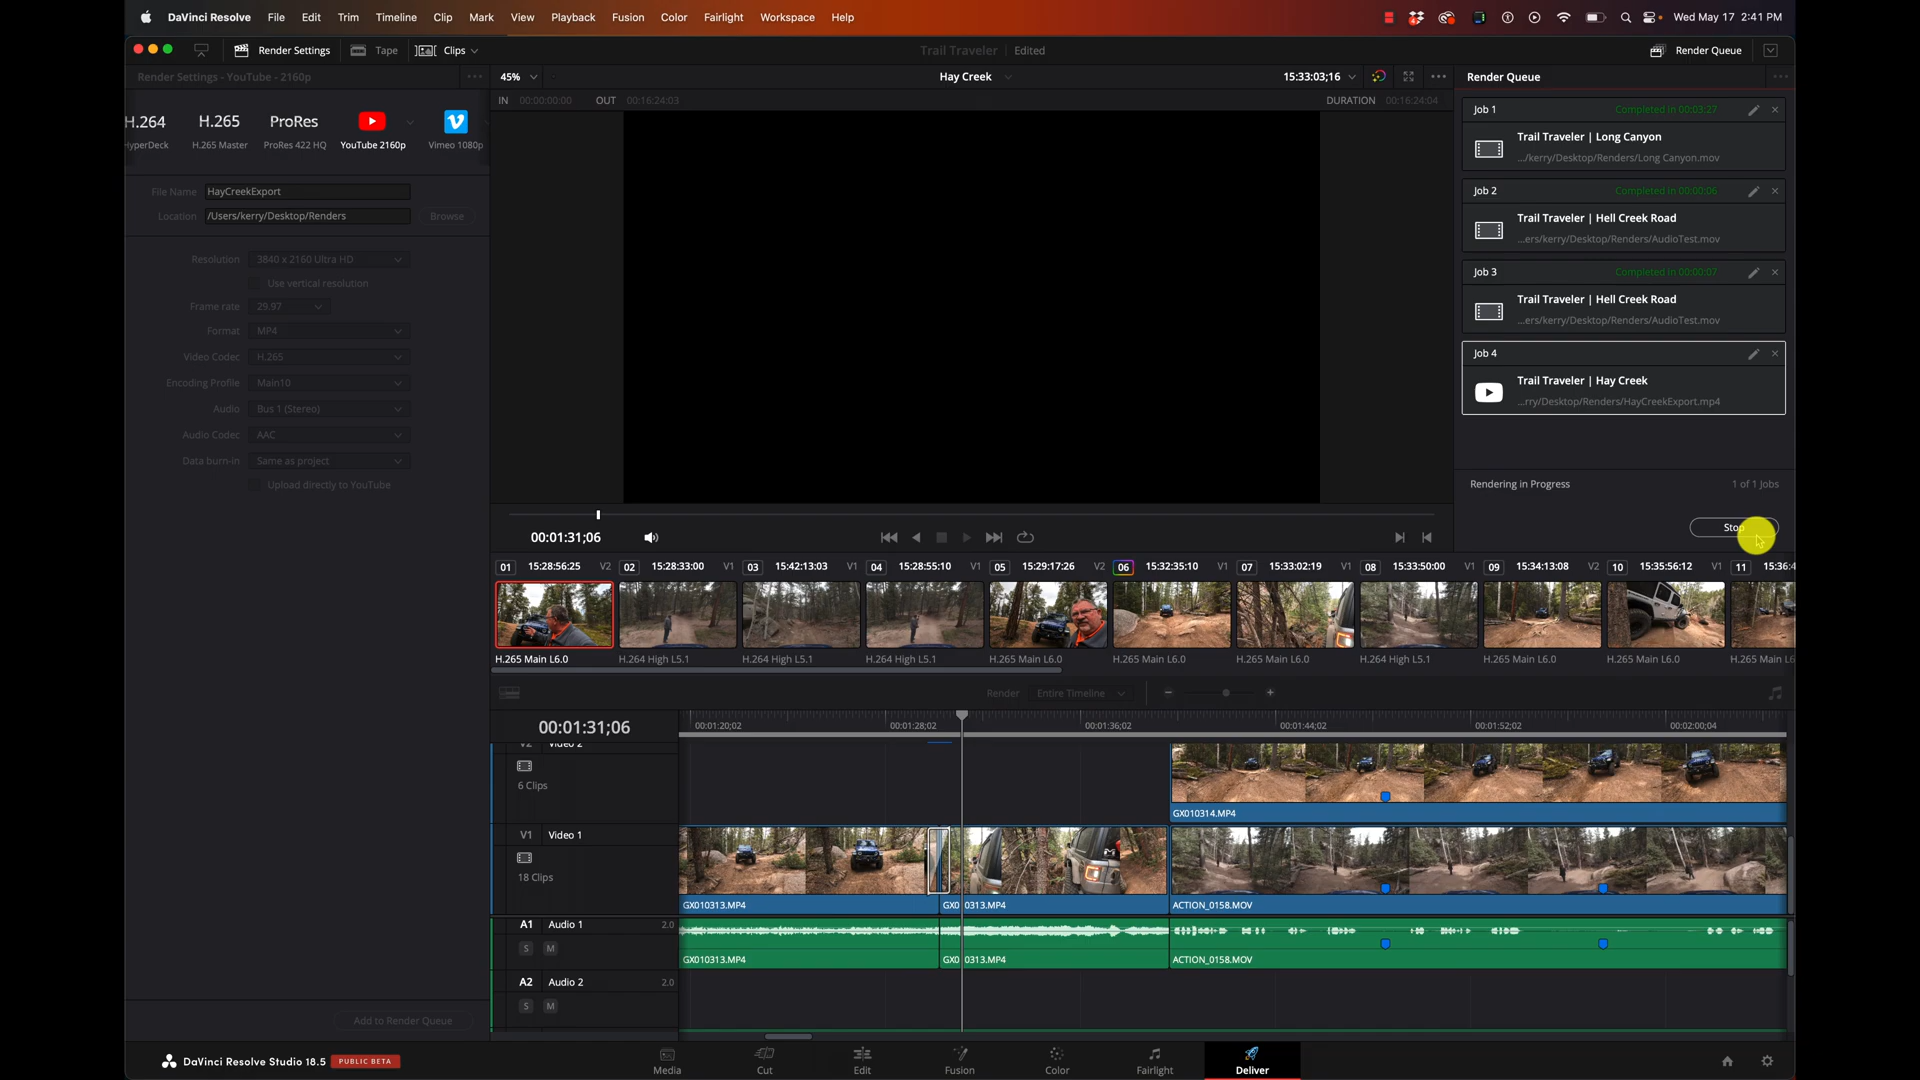 DaVinci Resolve File Edit Trim Timeline Clip Mark View Playback Fusion Color Fairlight Workspace Help Wed May 17 2:41 PM
Render Settings Tape Clips Trail Traveler Edited Render Queue
Render Settings - YouTube - 2160p 45% Hay Creek 15:33:03;16 Render Queue
IN 00:00:00:00 OUT 00:16:24:03 DURATION 00:16:24:04
H.264 H.265 ProRes
HyperDeck H.265 Master ProRes 422 HQ YouTube 2160p Vimeo 1080p
File Name HayCreekExport
Location /Users/kerry/Desktop/Renders Browse
Resolution 3840 x 2160 Ultra HD
Use vertical resolution
Frame rate 29.97
Format MP4
Video Codec H.265
Encoding Profile Main10
Audio Bus 1 (Stereo)
Audio Codec AAC
Data burn-in Same as project
Upload directly to YouTube
Add to Render Queue
Job 1 Completed in 00:03:27
Trail Traveler | Long Canyon
.../kerry/Desktop/Renders/Long Canyon.mov
Job 2 Completed in 00:00:06
Trail Traveler | Hell Creek Road
...ers/kerry/Desktop/Renders/AudioTest.mov
Job 3 Completed in 00:00:07
Trail Traveler | Hell Creek Road
...ers/kerry/Desktop/Renders/AudioTest.mov
Job 4
Trail Traveler | Hay Creek
...rry/Desktop/Renders/HayCreekExport.mp4
Rendering in Progress 1 of 1 Jobs
Stop
00:01:31;06
01 15:28:56:25 V2 02 15:28:33:00 V1 03 15:42:13:03 V1 04 15:28:55:10 V1 05 15:29:17:26 V2 06 15:32:35:10 V1 07 15:33:02:19 V1 08 15:33:50:00 V1 09 15:34:13:08 V2 10 15:35:56:12 V1 11 15:36:4
H.265 Main L6.0 H.264 High L5.1 H.264 High L5.1 H.264 High L5.1 H.265 Main L6.0 H.265 Main L6.0 H.265 Main L6.0 H.264 High L5.1 H.265 Main L6.0 H.265 Main L6.0 H.265 Main L6
Render Entire Timeline
00:01:31;06 00:01:20;02 00:01:28;02 00:01:36;02 00:01:44;02 00:01:52;02 00:02:00;04
V2 Video 2
6 Clips
GX010314.MP4
V1 Video 1
18 Clips
GX010313.MP4 GX010313.MP4 ACTION_0158.MOV
A1 Audio 1 2.0
S M
GX010313.MP4 GX010313.MP4 ACTION_0158.MOV
A2 Audio 2 2.0
S M
DaVinci Resolve Studio 18.5 PUBLIC BETA
Media Cut Edit Fusion Color Fairlight Deliver